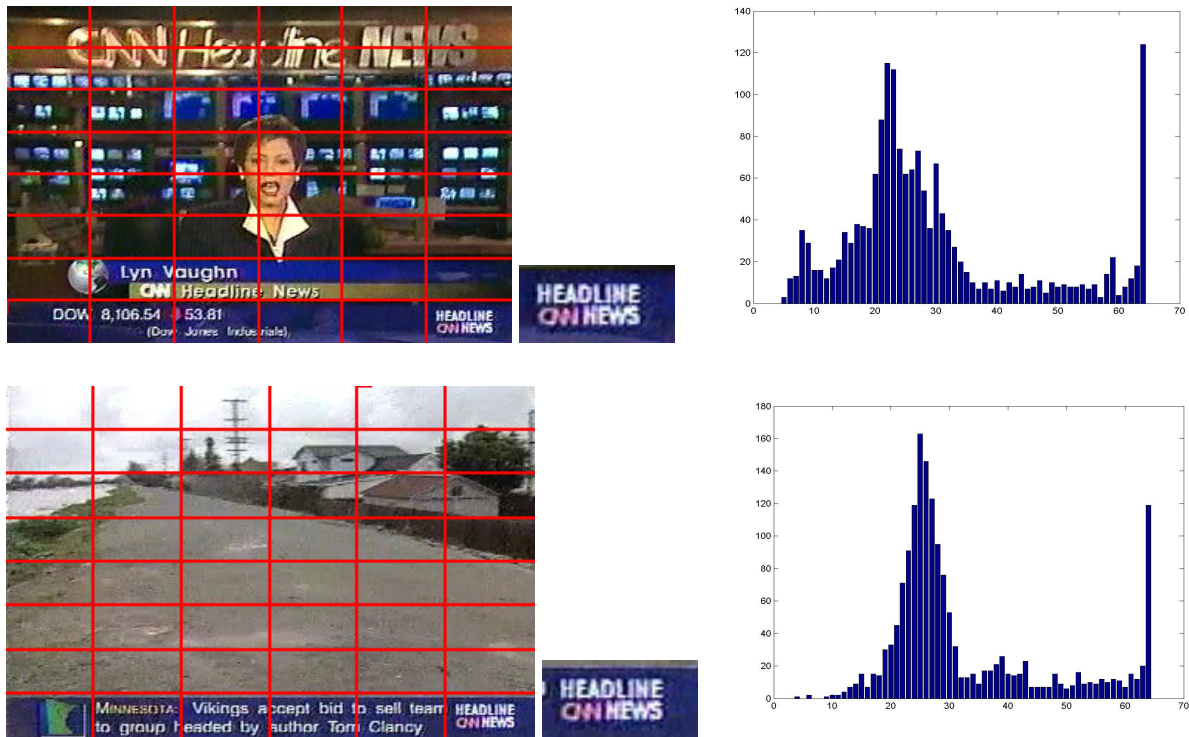 CNN Headline NEWS
Lyn Vaughn
CNN Headline News
DOW 8,106.54 53.81
(Dow Jones Industrials)
HEADLINE
CNN NEWS
HEADLINE
CNN NEWS
140
120
100
80
60
40
20
0
0 10 20 30 40 50 60 70
MINNESOTA: Vikings accept bid to sell team
to group headed by author Tom Clancy
HEADLINE
CNN NEWS
HEADLINE
CNN NEWS
180
160
140
120
100
80
60
40
20
0
0 10 20 30 40 50 60 70